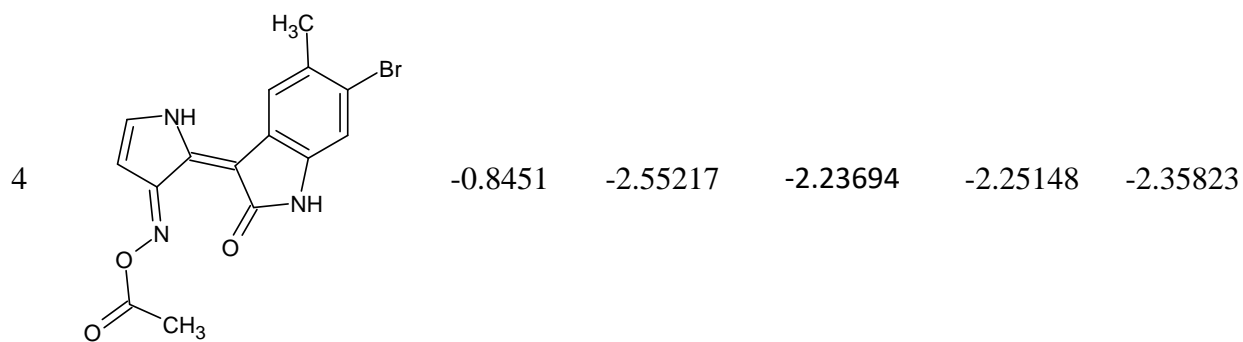 H3C
Br
NH
4 -0.8451 -2.55217 -2.23694 -2.25148 -2.35823
NH
N
O
O
O
CH3